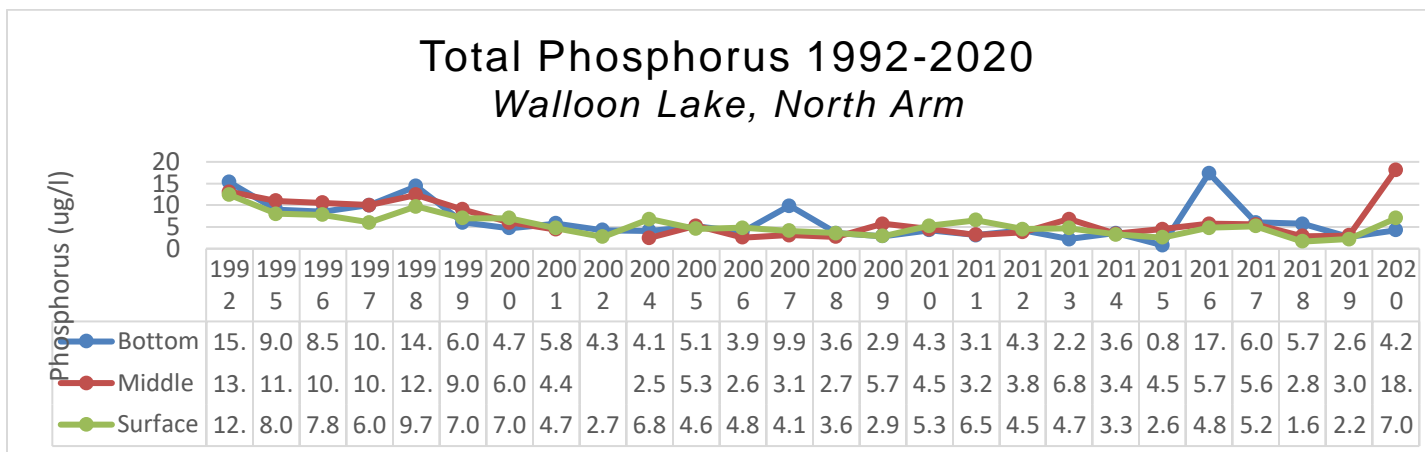 Total Phosphorus 1992-2020
Walloon Lake, North Arm
Phosphorus (ug/l)
20
15
10
5
0
199 199 199 199 199 199 200 200 200 200 200 200 200 200 200 201 201 201 201 201 201 201 201 201 201 202
2 5 6 7 8 9 0 1 2 4 5 6 7 8 9 0 1 2 3 4 5 6 7 8 9 0
Bottom 15. 9.0 8.5 10. 14. 6.0 4.7 5.8 4.3 4.1 5.1 3.9 9.9 3.6 2.9 4.3 3.1 4.3 2.2 3.6 0.8 17. 6.0 5.7 2.6 4.2
Middle 13. 11. 10. 10. 12. 9.0 6.0 4.4 2.5 5.3 2.6 3.1 2.7 5.7 4.5 3.2 3.8 6.8 3.4 4.5 5.7 5.6 2.8 3.0 18.
Surface 12. 8.0 7.8 6.0 9.7 7.0 7.0 4.7 2.7 6.8 4.6 4.8 4.1 3.6 2.9 5.3 6.5 4.5 4.7 3.3 2.6 4.8 5.2 1.6 2.2 7.0